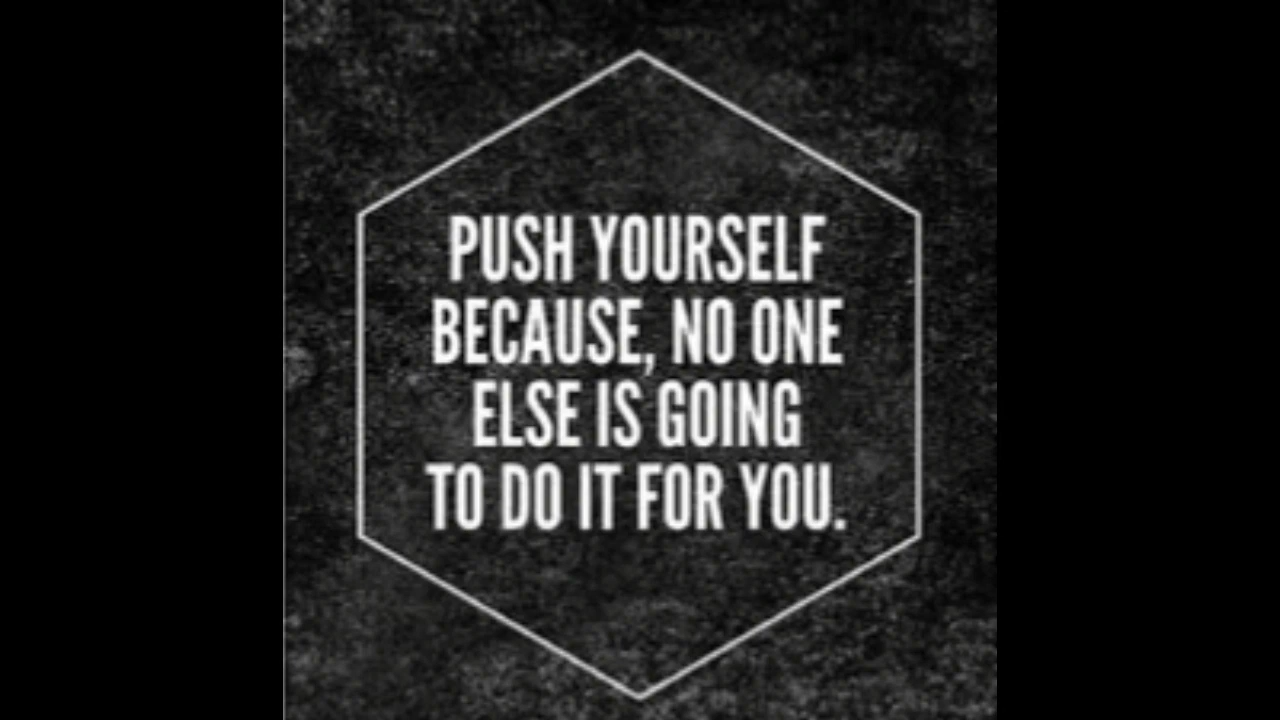 PUSH YOURSELF
BECAUSE, NO ONE
ELSE IS GOING
TO DO IT FOR YOU.